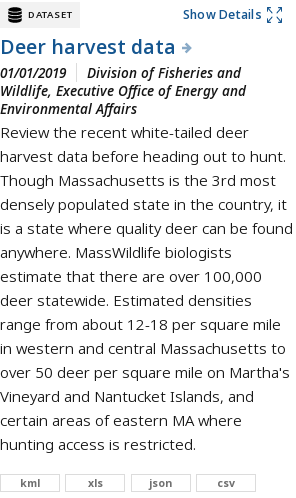 DATASET Show Details
Deer harvest data
01/01/2019 Division of Fisheries and
Wildlife, Executive Office of Energy and
Environmental Affairs
Review the recent white-tailed deer
harvest data before heading out to hunt.
Though Massachusetts is the 3rd most
densely populated state in the country, it
is a state where quality deer can be found
anywhere. MassWildlife biologists
estimate that there are over 100,000
deer statewide. Estimated densities
range from about 12-18 per square mile
in western and central Massachusetts to
over 50 deer per square mile on Martha's
Vineyard and Nantucket Islands, and
certain areas of eastern MA where
hunting access is restricted.
kml xls json csv